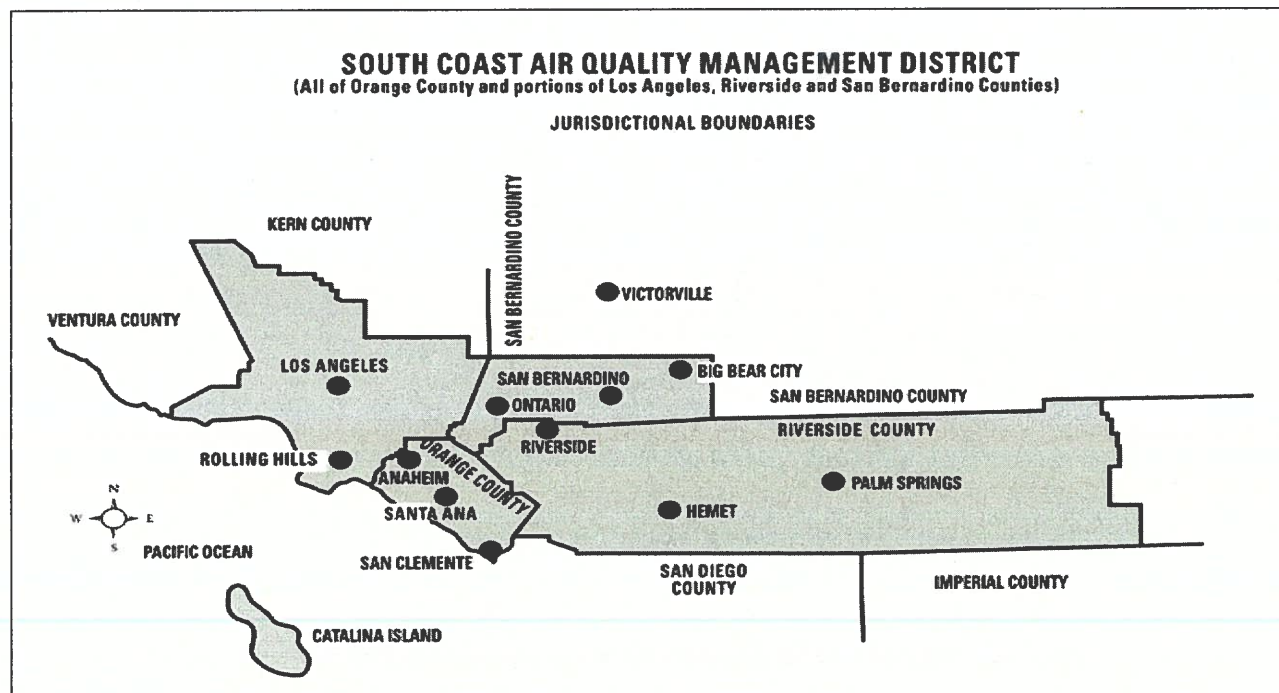 SOUTH COAST AIR QUALITY MANAGEMENT DISTRICT
(All of Orange County and portions of Los Angeles, Riverside and San Bernardino Counties)
JURISDICTIONAL BOUNDARIES
KERN COUNTY
SAN BERNARDINO COUNTY
VICTORVILLE
VENTURA COUNTY
LOS ANGELES
SAN BERNARDINO
BIG BEAR CITY
ONTARIO
SAN BERNARDINO COUNTY
RIVERSIDE COUNTY
RIVERSIDE
ROLLING HILLS
ANAHEIM
ORANGE COUNTY
PALM SPRINGS
SANTA ANA
HEMET
N
W E
S
PACIFIC OCEAN
SAN CLEMENTE
SAN DIEGO
COUNTY
IMPERIAL COUNTY
CATALINA ISLAND